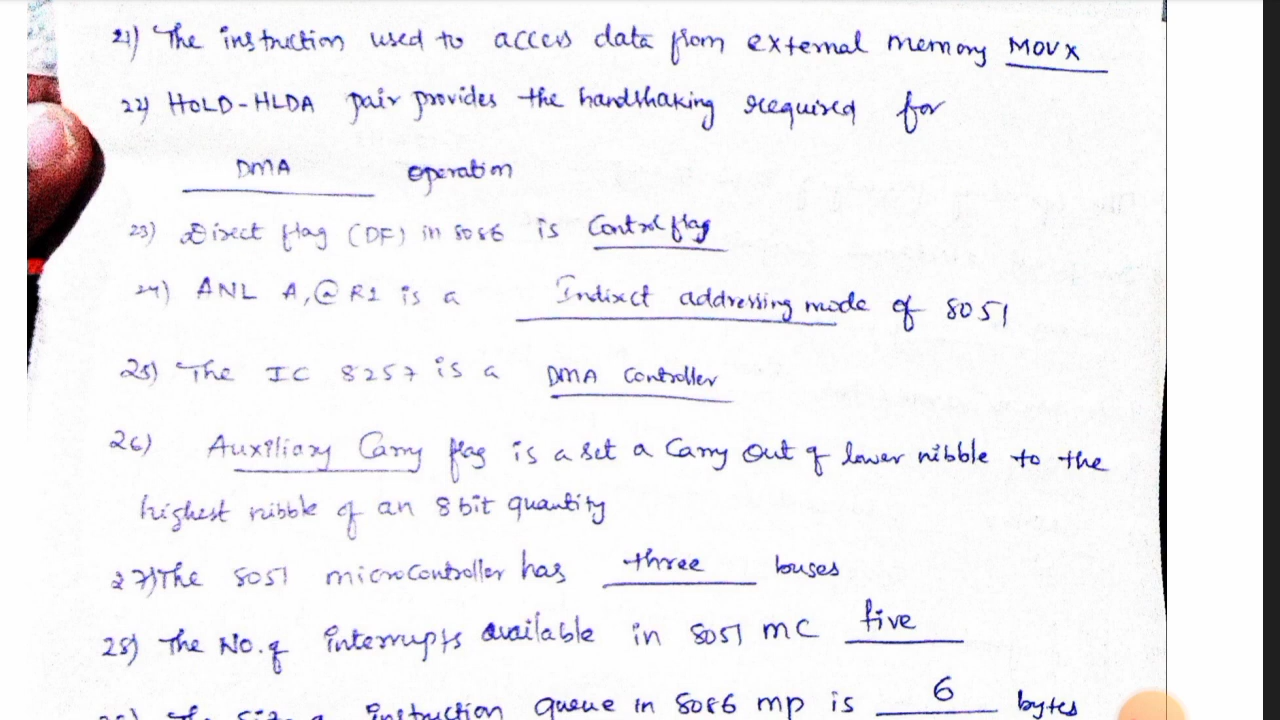 21) The instruction used to access data from external memory MOVX
22) HOLD-HLDA pair provides the handshaking required for
DMA operation
23) Direct flag (DF) in 8086 is Control flag
24) ANL A,@R1 is a Indirect addressing mode of 8051
25) The IC 8257 is a DMA Controller
26) Auxiliary Carry flag is a set a Carry out of lower nibble to the
highest nibble of an 8 bit quantity
27) The 8051 microcontroller has three buses
28) The No. of interrupts available in 8051 MC five
instruction queue in 8086 mp is 6 bytes